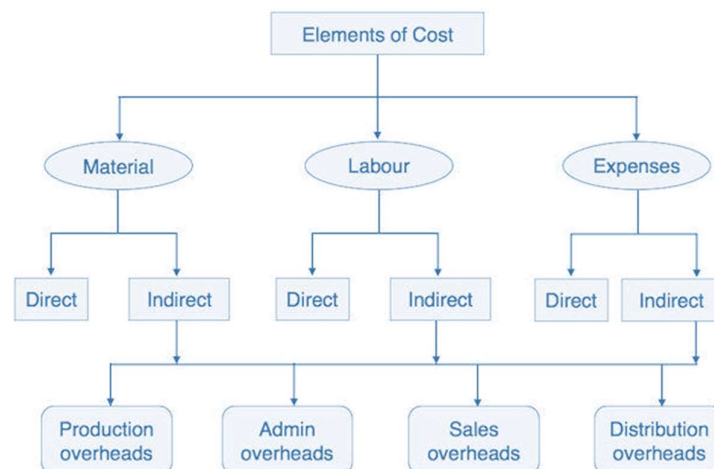 Elements of Cost
Material
Labour
Expenses
Direct
Indirect
Direct
Indirect
Direct
Indirect
Production
overheads
Admin
overheads
Sales
overheads
Distribution
overheads